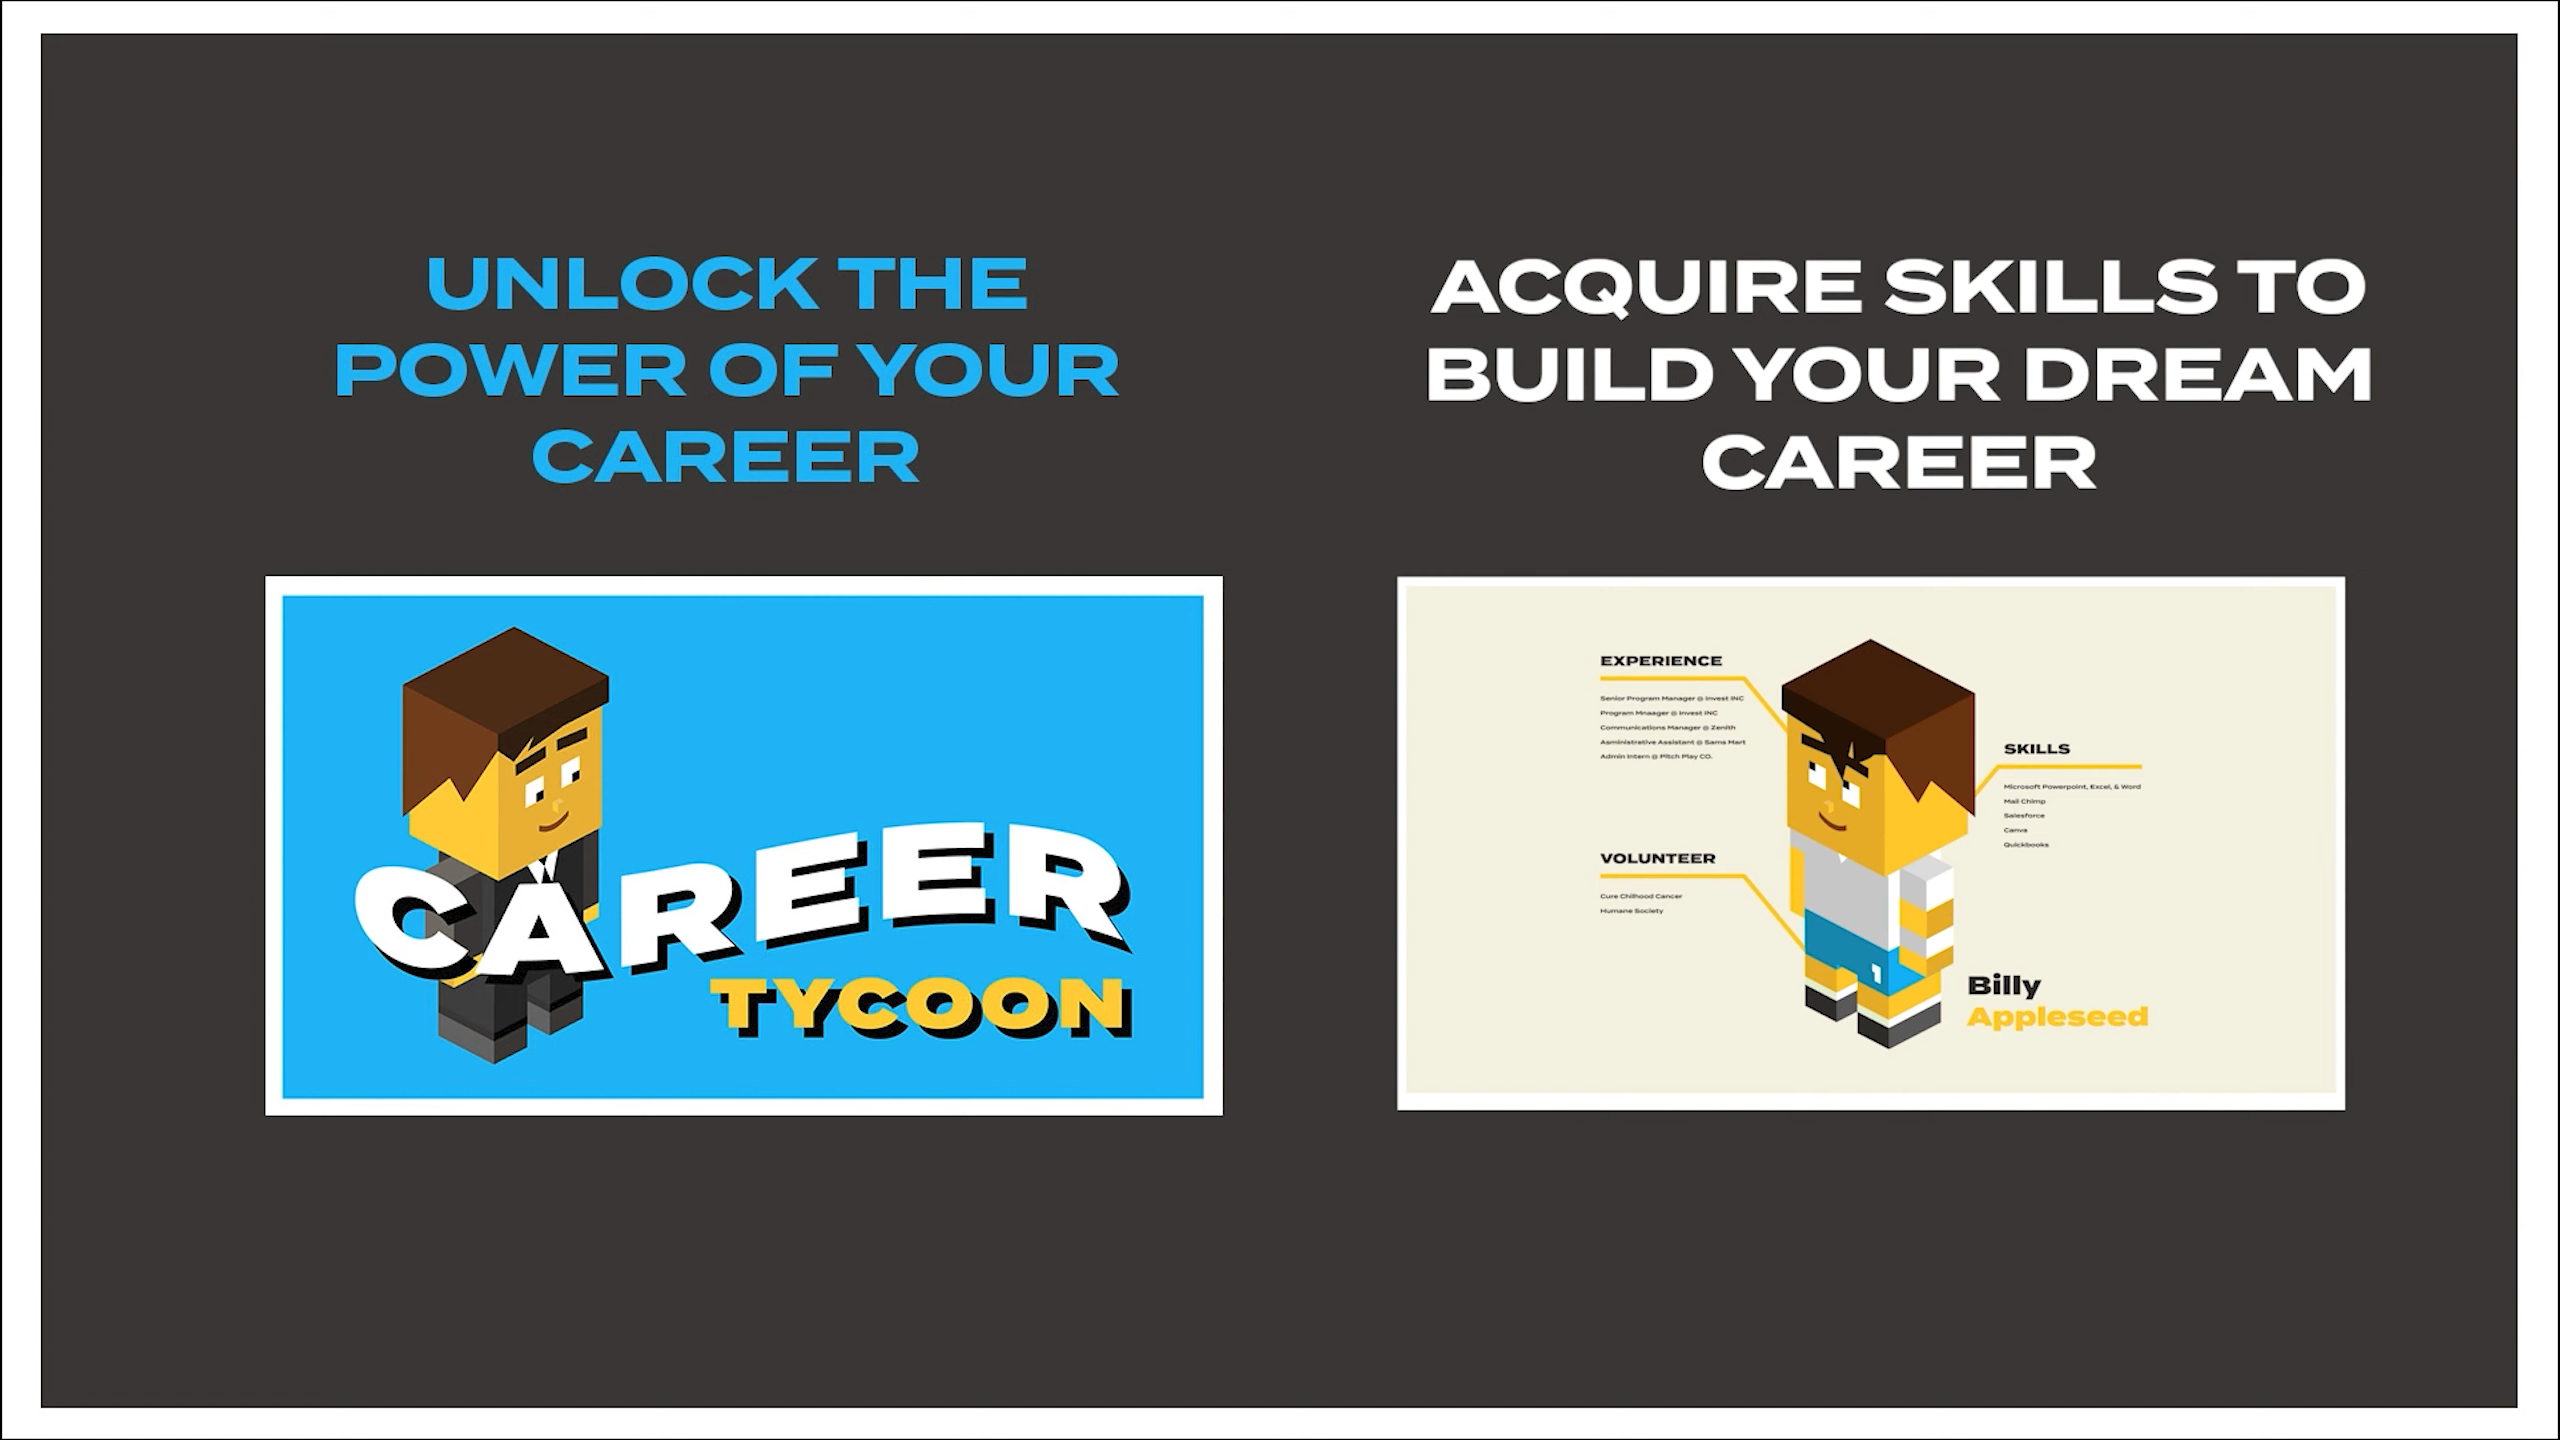 UNLOCK THE
POWER OF YOUR
CAREER
CAREER
TYCOON
ACQUIRE SKILLS TO
BUILD YOUR DREAM
CAREER
EXPERIENCE
Senior Program Manager @ Invest INC
Program Mnaager @ Invest INC
Communications Manager @ Zenith
Asministrative Assistant @ Sams Mart
Admin Intern @ Pitch Play CO.
SKILLS
Microsoft Powerpoint, Excel, & Word
Mail Chimp
Salesforce
Canva
Quickbooks
VOLUNTEER
Cure Chilhood Cancer
Humane Society
1
Billy
Appleseed